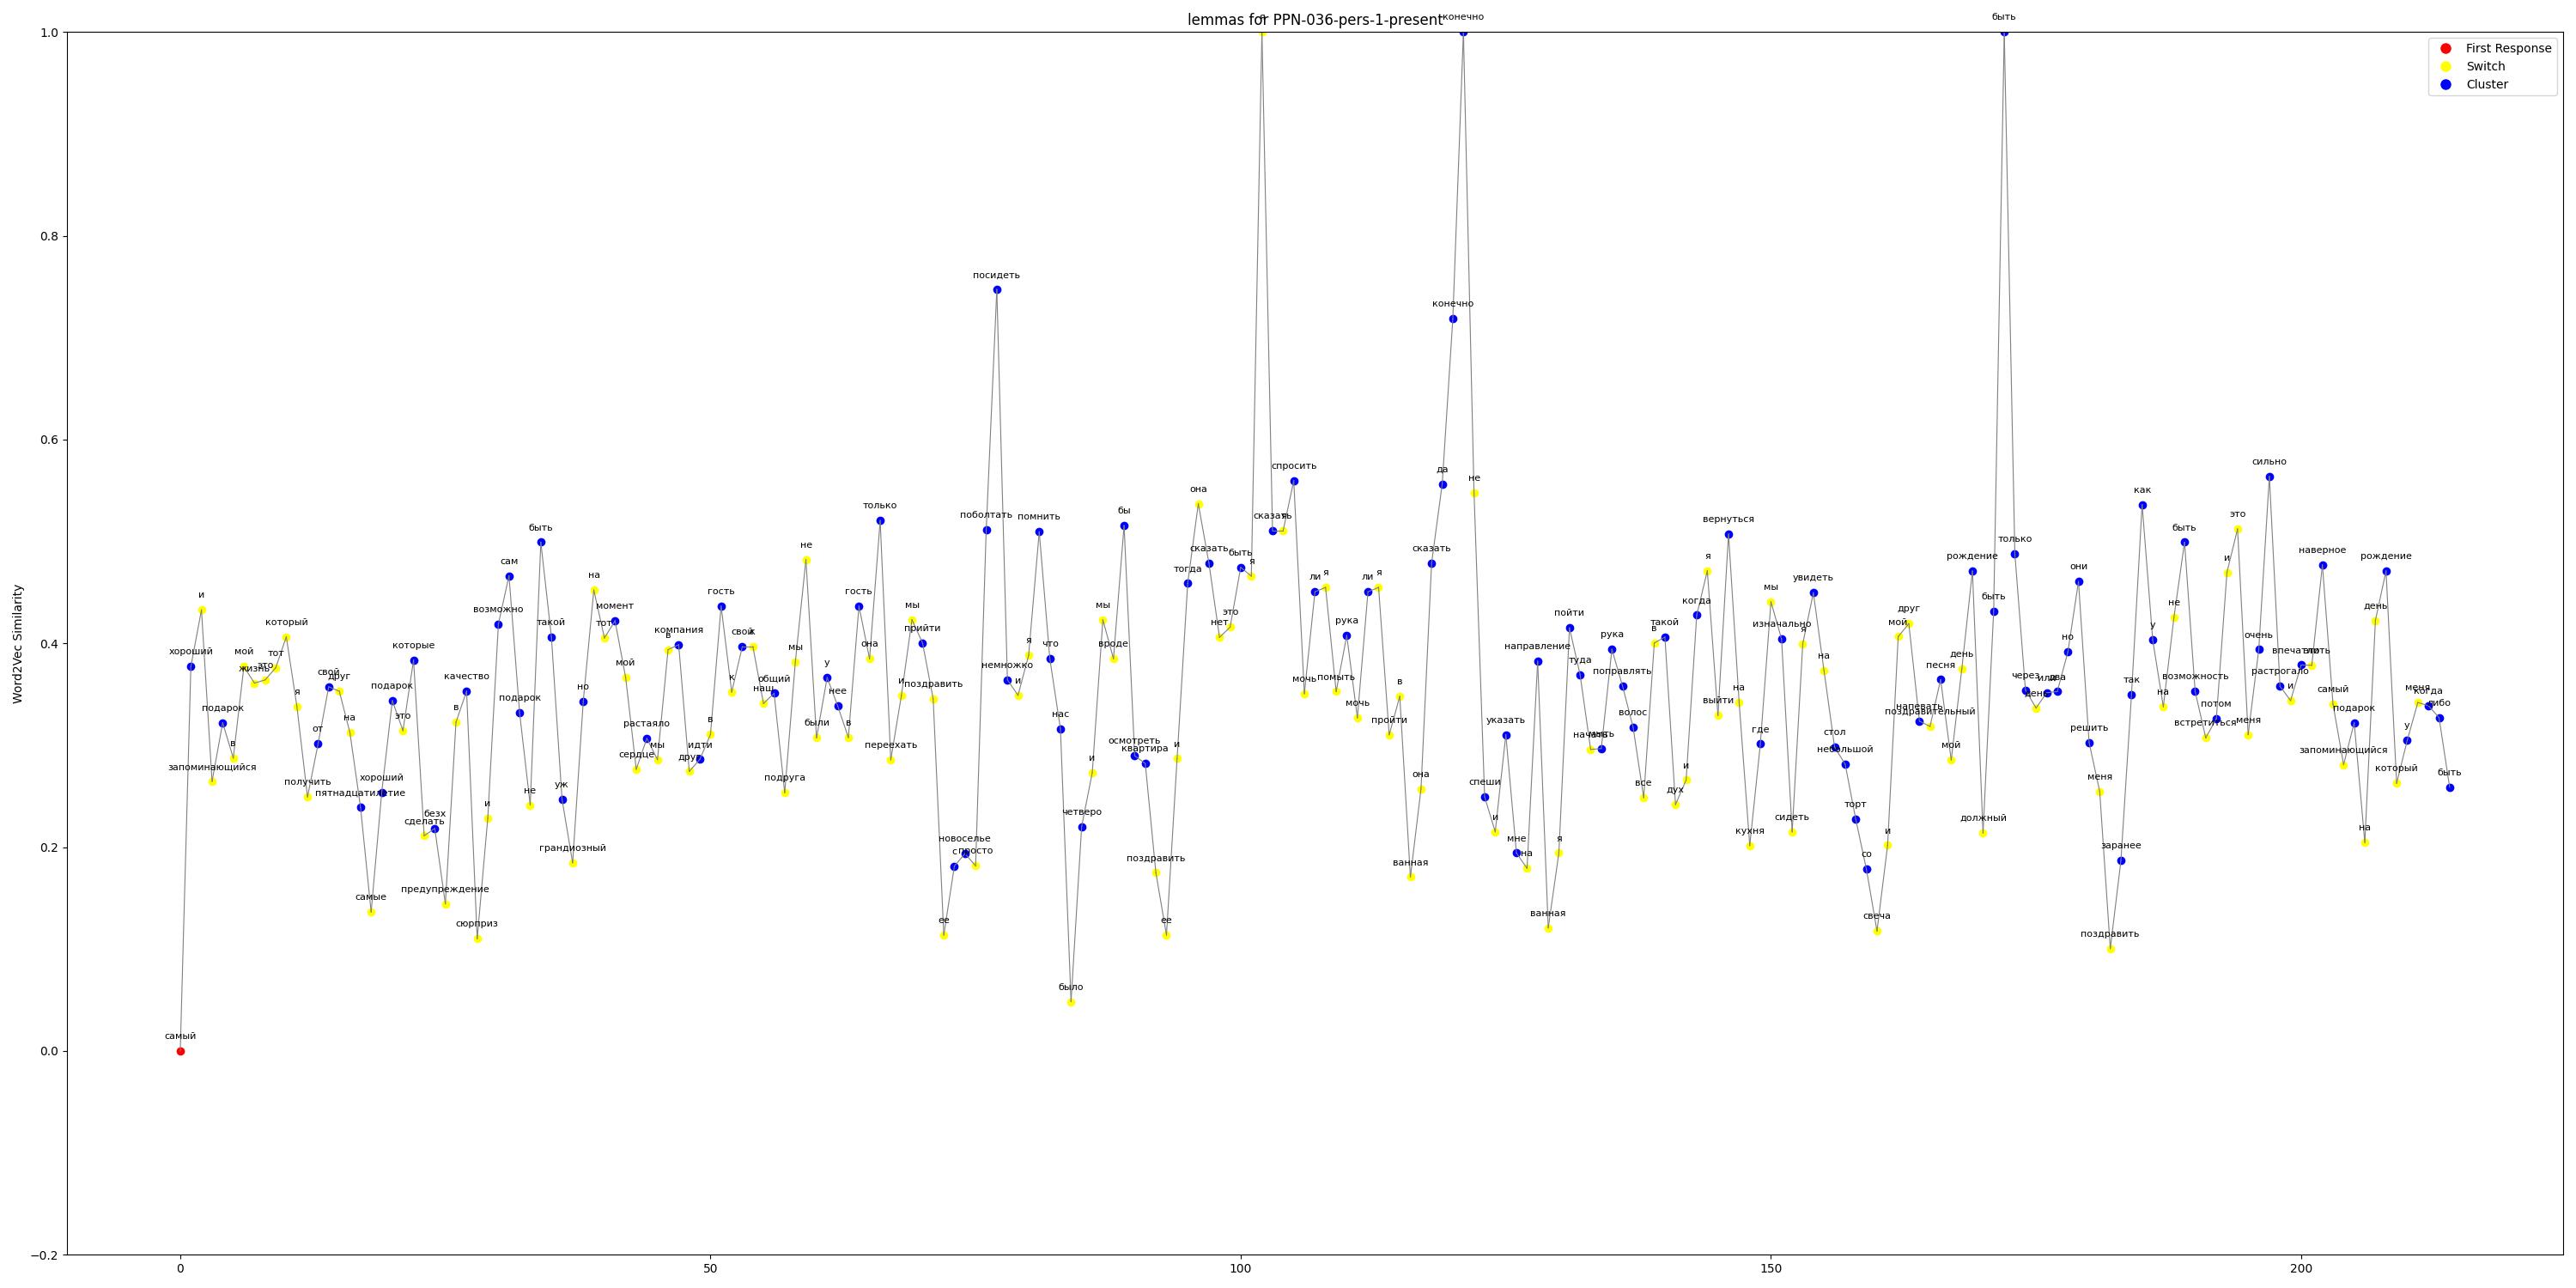 lemmas for PPN-036-pers-1-present
Word2Vec Similarity
1.0
0.8
0.6
0.4
0.2
0.0
−0.2
0
50
100
150
200
First Response
Switch
Cluster
самый
хороший
и
запоминающийся
подарок
в
мой
жизнь
это
тот
который
я
получить
от
свой
друг
на
пятнадцатилетие
самые
хороший
подарок
это
которые
сделать
безх
предупреждение
в
качество
сюрприз
и
возможно
сам
подарок
не
быть
такой
уж
грандиозный
но
на
тот
момент
мой
сердце
растаяло
мы
в
компания
друг
идти
в
гость
к
свой
к
наш
общий
подруга
мы
не
были
у
нее
в
гость
она
только
переехать
и
мы
прийти
поздравить
ее
с
новоселье
просто
поболтать
посидеть
немножко
и
я
помнить
что
нас
было
четверо
и
мы
вроде
бы
осмотреть
квартира
поздравить
ее
и
тогда
она
сказать
нет
это
быть
я
я
сказать
я
спросить
мочь
ли
я
помыть
рука
мочь
ли
я
пройти
в
ванная
она
сказать
да
конечно
конечно
не
спеши
и
указать
мне
на
направление
ванная
я
пойти
туда
начать
мыть
рука
поправлять
волос
все
в
такой
дух
и
когда
я
выйти
вернуться
на
кухня
где
мы
изначально
сидеть
я
увидеть
на
стол
небольшой
торт
со
свеча
и
мой
друг
напевать
поздравительный
песня
мой
день
рождение
должный
быть
быть
только
через
день
или
два
но
они
решить
меня
поздравить
заранее
так
как
у
на
не
быть
возможность
встретиться
потом
и
это
меня
очень
сильно
растрогало
и
впечатлить
наверное
самый
запоминающийся
подарок
на
день
рождение
который
у
меня
когда
либо
быть